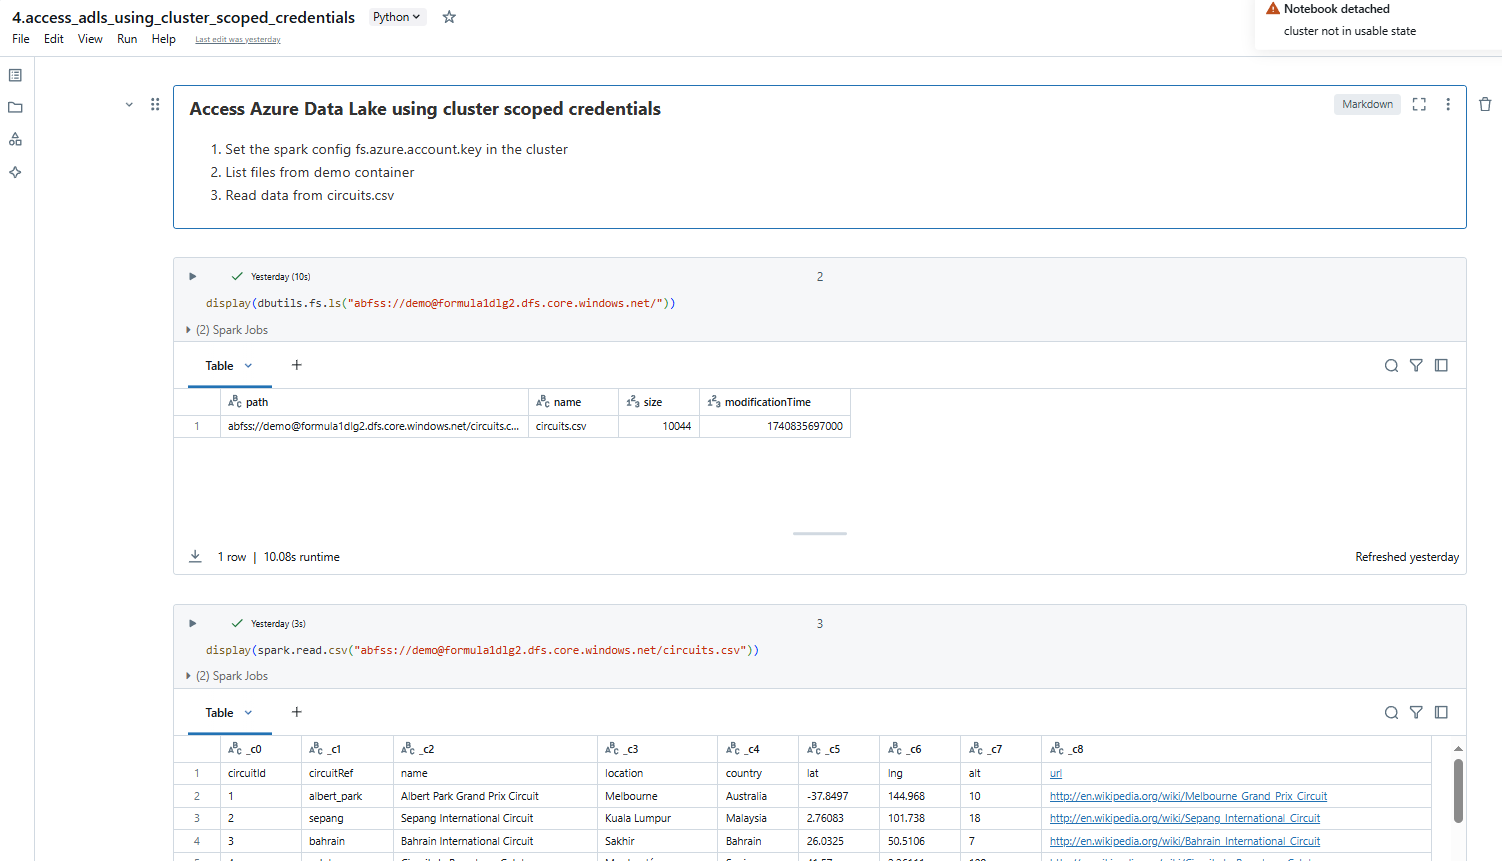 4.access_adls_using_cluster_scoped_credentials Python
File Edit View Run Help Last edit was yesterday
Notebook detached
cluster not in usable state
Access Azure Data Lake using cluster scoped credentials
Markdown
1. Set the spark config fs.azure.account.key in the cluster
2. List files from demo container
3. Read data from circuits.csv
Yesterday (10s) 2
display(dbutils.fs.ls("abfss://demo@formula1dlg2.dfs.core.windows.net/"))
(2) Spark Jobs
Table +
path name size modificationTime
1 abfss://demo@formula1dlg2.dfs.core.windows.net/circuits.c... circuits.csv 10044 1740835697000
1 row | 10.08s runtime Refreshed yesterday
Yesterday (3s) 3
display(spark.read.csv("abfss://demo@formula1dlg2.dfs.core.windows.net/circuits.csv"))
(2) Spark Jobs
Table +
_c0 _c1 _c2 _c3 _c4 _c5 _c6 _c7 _c8
1 circuitId circuitRef name location country lat lng alt url
2 1 albert_park Albert Park Grand Prix Circuit Melbourne Australia -37.8497 144.968 10 http://en.wikipedia.org/wiki/Melbourne_Grand_Prix_Circuit
3 2 sepang Sepang International Circuit Kuala Lumpur Malaysia 2.76083 101.738 18 http://en.wikipedia.org/wiki/Sepang_International_Circuit
4 3 bahrain Bahrain International Circuit Sakhir Bahrain 26.0325 50.5106 7 http://en.wikipedia.org/wiki/Bahrain_International_Circuit